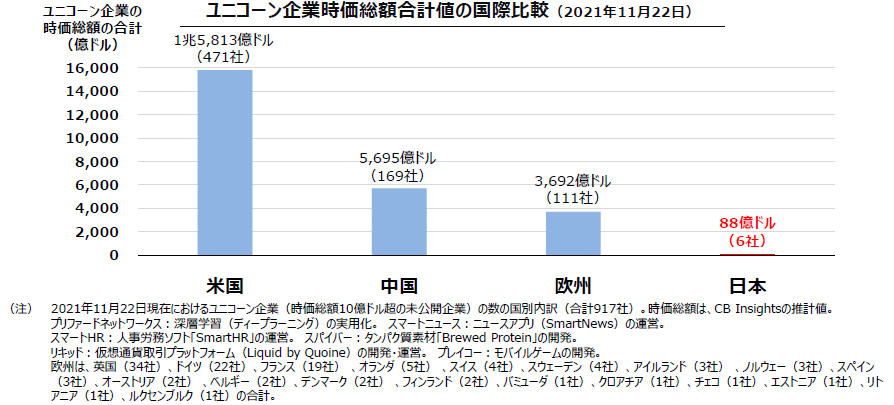 ユニコーン企業の
時価総額の合計
（億ドル）
ユニコーン企業時価総額合計値の国際比較（2021年11月22日）
1兆5,813億ドル
（471社）
16,000
14,000
12,000
10,000
8,000
6,000
4,000
2,000
0
5,695億ドル
（169社）
3,692億ドル
（111社）
88億ドル
（6社）
米国 中国 欧州 日本
（注） 2021年11月22日現在におけるユニコーン企業（時価総額10億ドル超の未公開企業）の数の国別内訳（合計917社）。時価総額は、CB Insightsの推計値。
プリファードネットワークス：深層学習（ディープラーニング）の実用化。 スマートニュース：ニュースアプリ（SmartNews）の運営。
スマートHR：人事労務ソフト「SmartHR」の運営。 スパイバー：タンパク質素材「Brewed Protein」の開発。
リキッド：仮想通貨取引プラットフォーム（Liquid by Quoine）の開発・運営。 プレイコー：モバイルゲームの開発。
欧州は、英国（34社）、ドイツ（22社）、フランス（19社） 、オランダ（5社） 、スイス（4社）、スウェーデン（4社）、アイルランド（3社） 、ノルウェー（3社）、スペイン
（3社） 、オーストリア（2社） 、ベルギー（2社）、デンマーク（2社） 、フィンランド（2社）、バミューダ（1社）、クロアチア（1社）、チェコ（1社）、エストニア（1社）、リト
アニア（1社）、ルクセンブルク（1社）の合計。